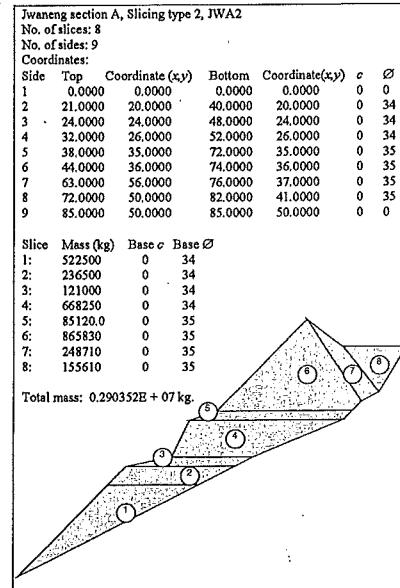 Jwaneng section A, Slicing type 2, JWA2
No. of slices: 8
No. of sides: 9
Coordinates:
Side Top Coordinate (x,y) Bottom Coordinate(x,y) c Ø
1 0.0000 0.0000 0.0000 0.0000 0 0
2 21.0000 20.0000 40.0000 20.0000 0 34
3 24.0000 24.0000 48.0000 24.0000 0 34
4 32.0000 26.0000 52.0000 26.0000 0 34
5 38.0000 35.0000 72.0000 35.0000 0 35
6 44.0000 36.0000 74.0000 36.0000 0 35
7 63.0000 56.0000 76.0000 37.0000 0 35
8 72.0000 50.0000 82.0000 41.0000 0 35
9 85.0000 50.0000 85.0000 50.0000 0 0
Slice Mass (kg) Base c Base Ø
1: 522500 0 34
2: 236500 0 34
3: 121000 0 34
4: 668250 0 34
5: 85120.0 0 35
6: 865830 0 35
7: 248710 0 35
8: 155610 0 35
Total mass: 0.290352E + 07 kg.
6
7
8
5
4
3
2
1